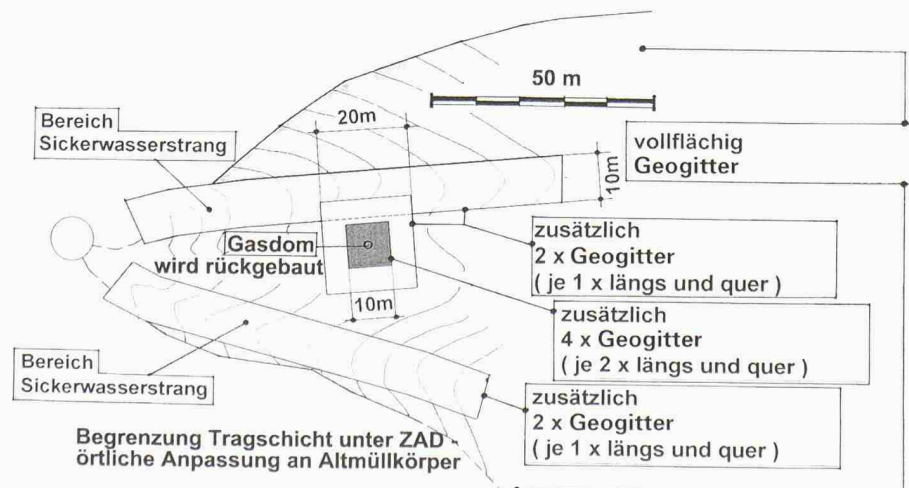 50 m
Bereich
Sickerwasserstrang
20m
vollflächig
Geogitter
10m
Gasdom
wird rückgebaut
zusätzlich
2 x Geogitter
( je 1 x längs und quer )
10m
zusätzlich
4 x Geogitter
( je 2 x längs und quer )
Bereich
Sickerwasserstrang
zusätzlich
2 x Geogitter
( je 1 x längs und quer )
Begrenzung Tragschicht unter ZAD
örtliche Anpassung an Altmüllkörper